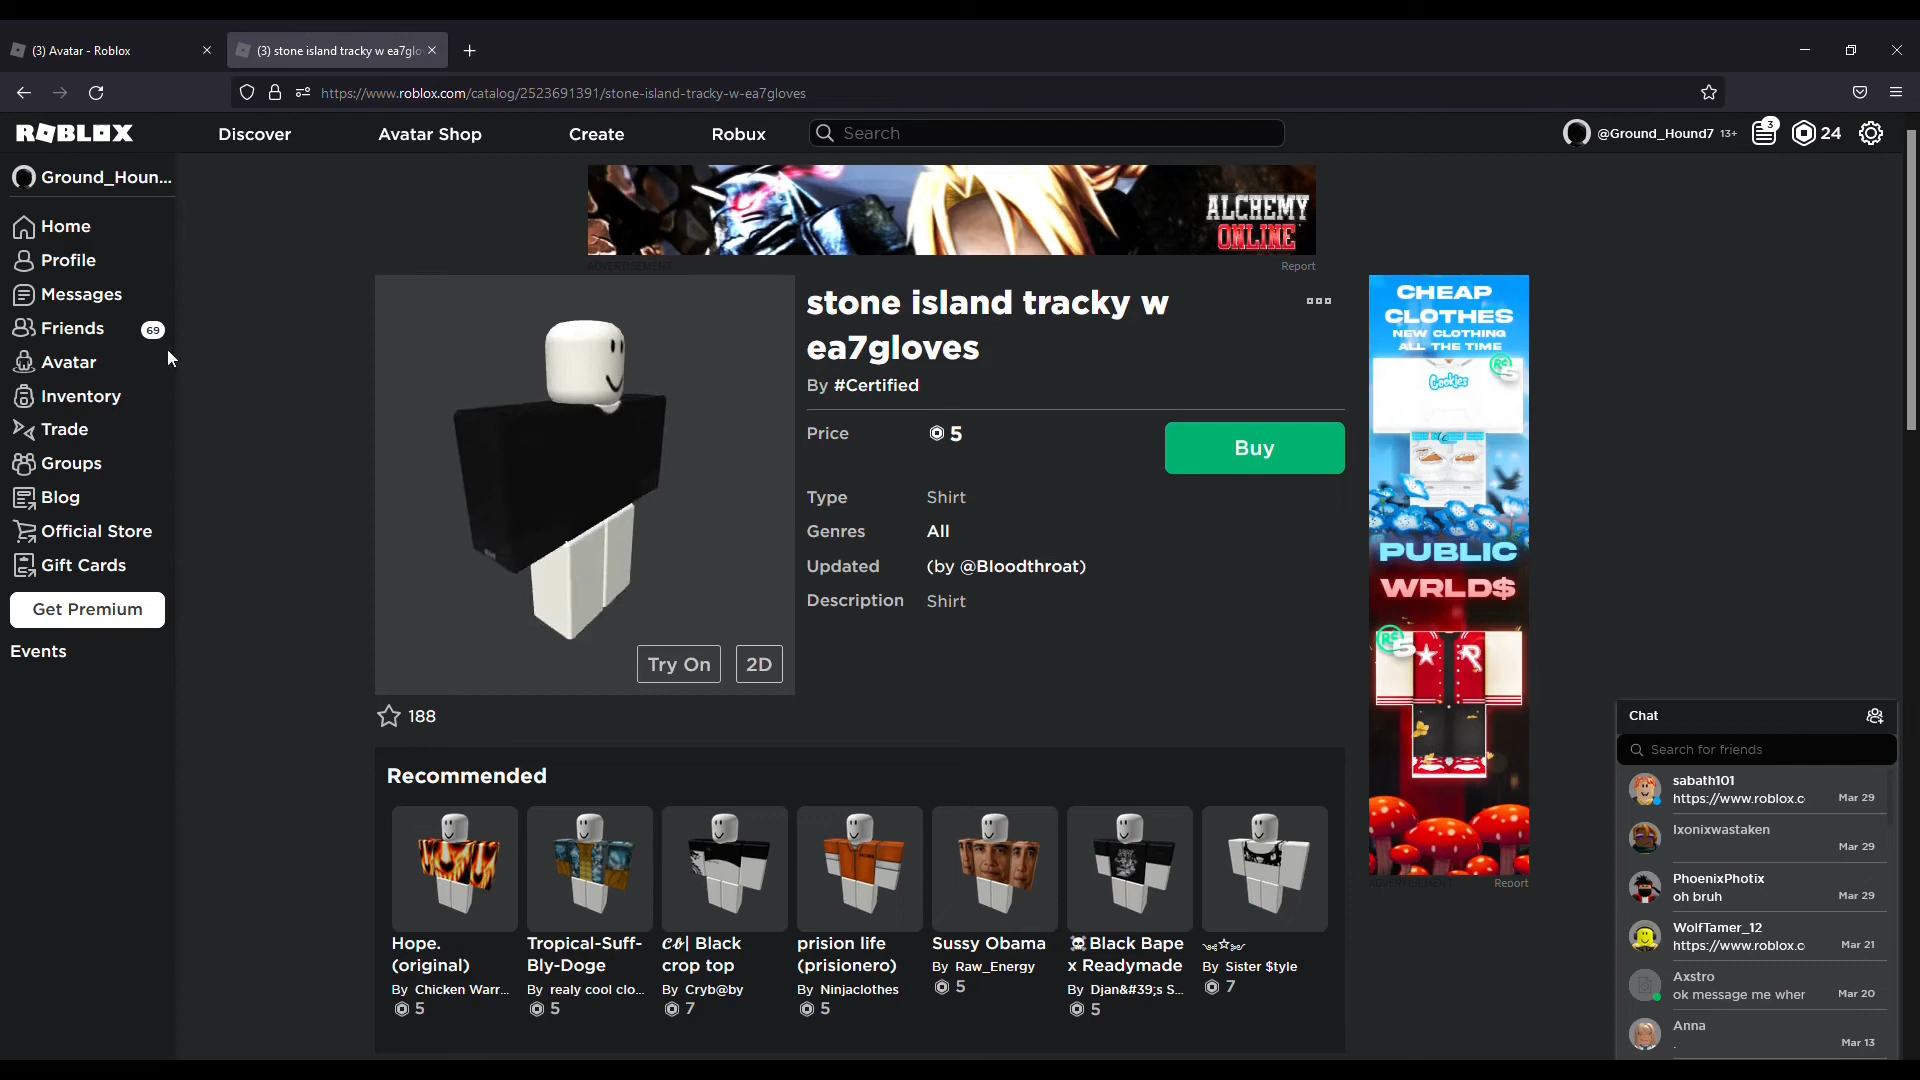 (3) Avatar - Roblox
(3) stone island tracky w ea7glo
https://www.roblox.com/catalog/2523691391/stone-island-tracky-w-ea7gloves
ROBLOX
Discover
Avatar Shop
Create
Robux
Search
@Ground_Hound7 13+
3
24
Ground_Houn...
Home
Profile
Messages
Friends
69
Avatar
Inventory
Trade
Groups
Blog
Official Store
Gift Cards
Get Premium
Events
ALCHEMY
ONLINE
ADVERTISEMENT
Report
stone island tracky w
ea7gloves
By #Certified
Price
5
Buy
Type
Shirt
Genres
All
Updated
(by @Bloodthroat)
Description
Shirt
Try On
2D
188
CHEAP
CLOTHES
NEW CLOTHING
ALL THE TIME
5
Cookies
PUBLIC
WRLD$
5
R
ADVERTISEMENT
Report
Recommended
Hope.
(original)
By Chicken Warr...
5
Tropical-Suff-
Bly-Doge
By realy cool clo...
5
𝓒𝓫| Black
crop top
By Cryb@by
7
prision life
(prisionero)
By Ninjaclothes
5
Sussy Obama
By Raw_Energy
5
☠Black Bape
x Readymade
By Djan&#39;s S...
5
By Sister $tyle
7
Chat
Search for friends
sabath101
https://www.roblox.c
Mar 29
Ixonixwastaken
Mar 29
PhoenixPhotix
oh bruh
Mar 29
WolfTamer_12
https://www.roblox.c
Mar 21
Axstro
ok message me wher
Mar 20
Anna
.
Mar 13